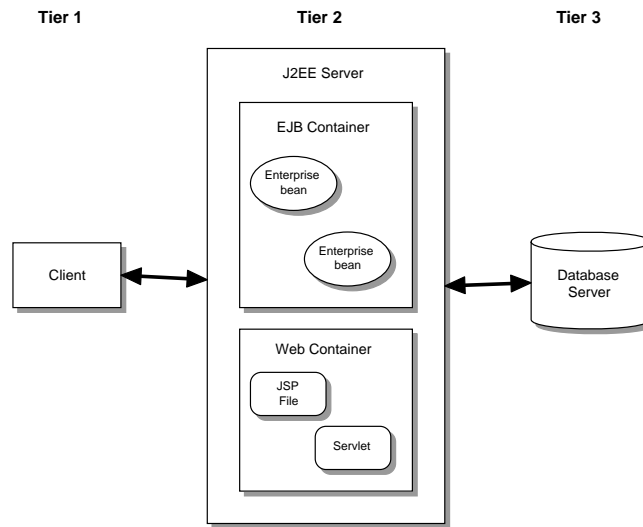 Tier 1
Tier 2
Tier 3
J2EE Server
EJB Container
Enterprise
bean
Enterprise
bean
Client
Database
Server
Web Container
JSP
File
Servlet